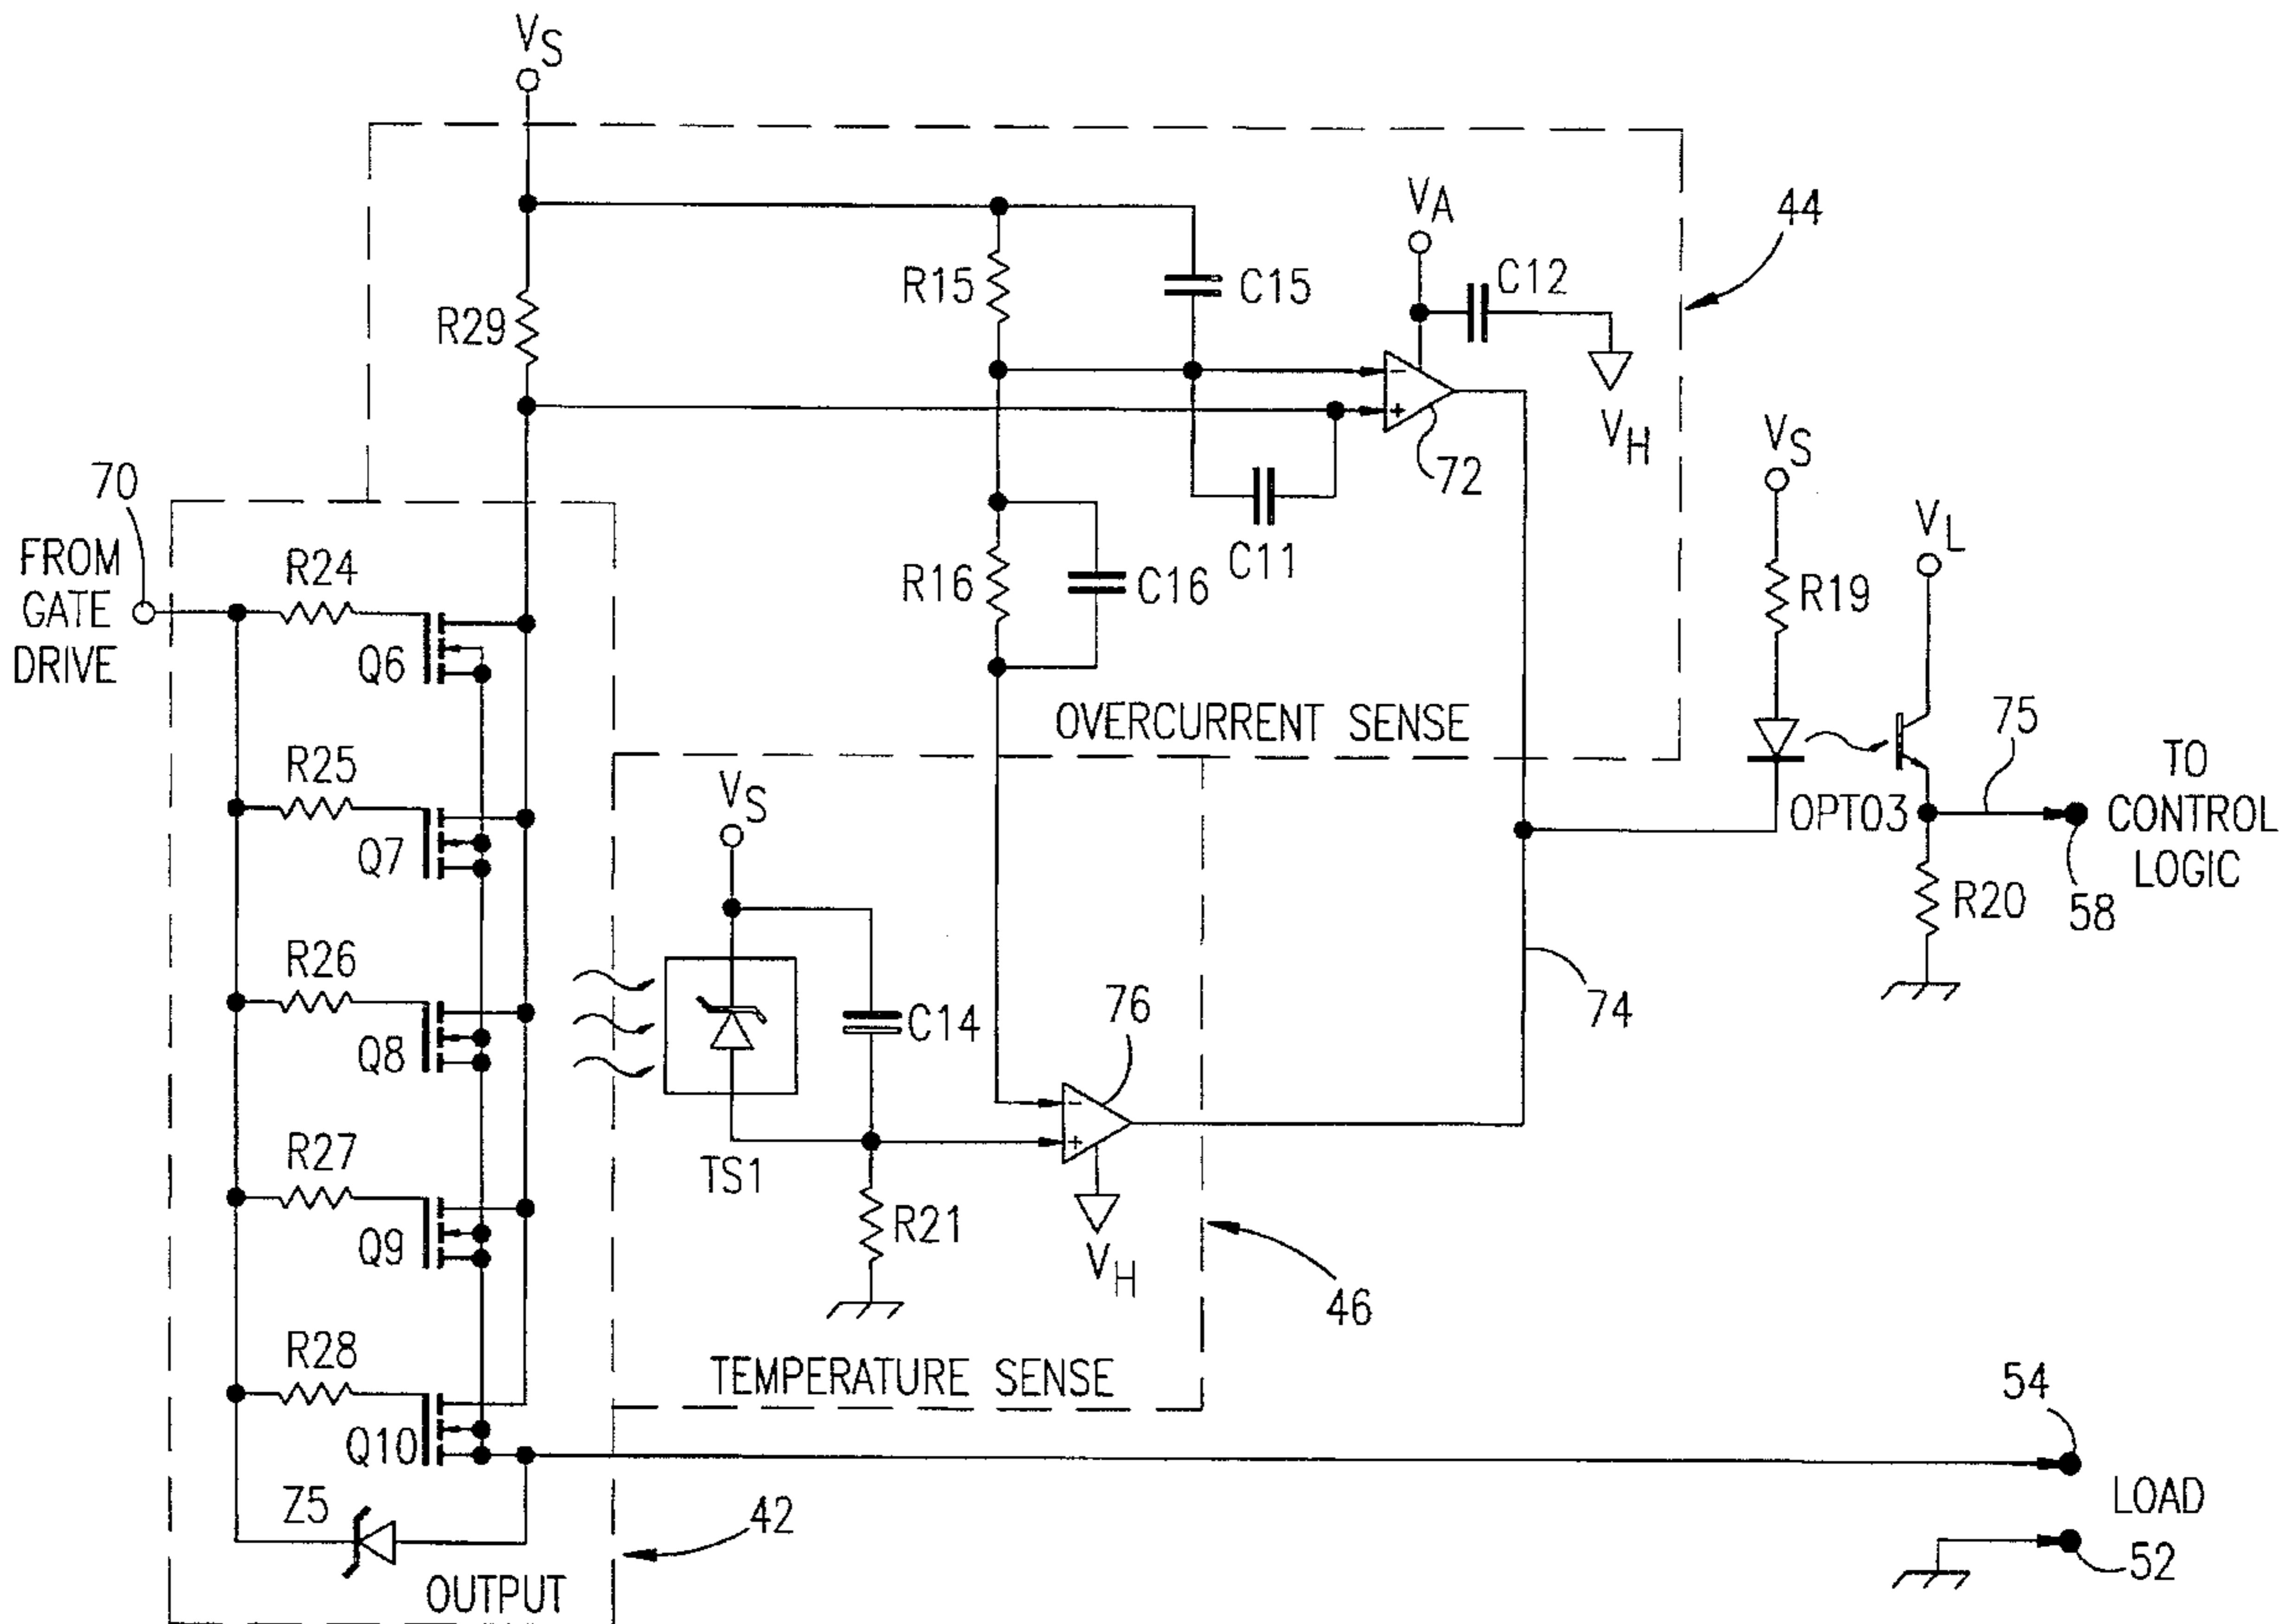 VS
44
VA
C12
R15
C15
R29
VH
-
+
72
VS
VL
70
FROM
GATE
DRIVE
R24
Q6
R16
C16
C11
R19
OVERCURRENT SENSE
75
TO
CONTROL
LOGIC
OPTO3
58
R20
R25
Q7
VS
R26
Q8
C14
76
74
-
+
TS1
R21
VH
46
R27
Q9
R28
Q10
TEMPERATURE SENSE
54
LOAD
52
Z5
42
OUTPUT